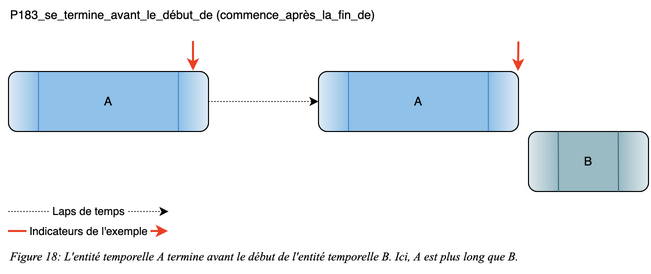 P183_se_termine_avant_le_début_de (commence_après_la_fin_de)
A
A
B
Laps de temps
Indicateurs de l'exemple
Figure 18: L'entité temporelle A termine avant le début de l'entité temporelle B. Ici, A est plus long que B.